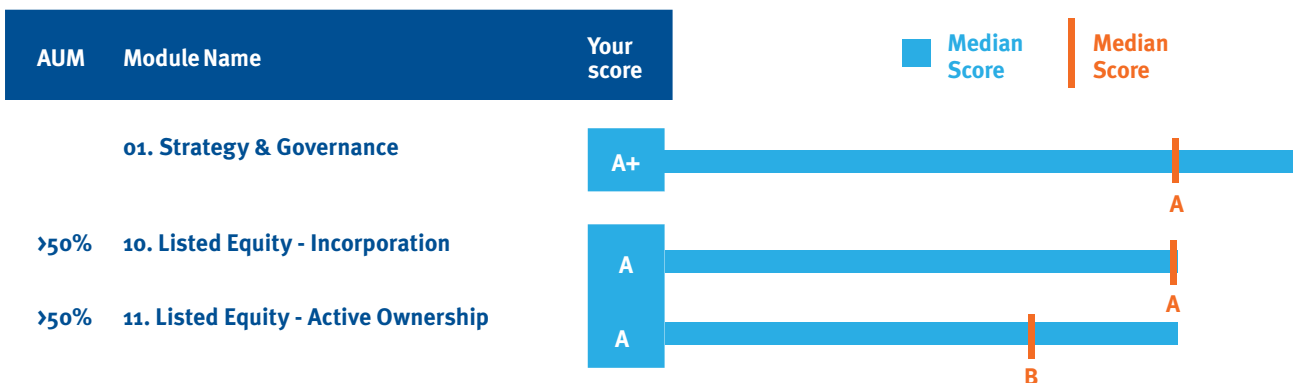 AUM Module Name Your score
Median Score
Median Score
01. Strategy & Governance A+
A
>50% 10. Listed Equity - Incorporation A
A
>50% 11. Listed Equity - Active Ownership A
B